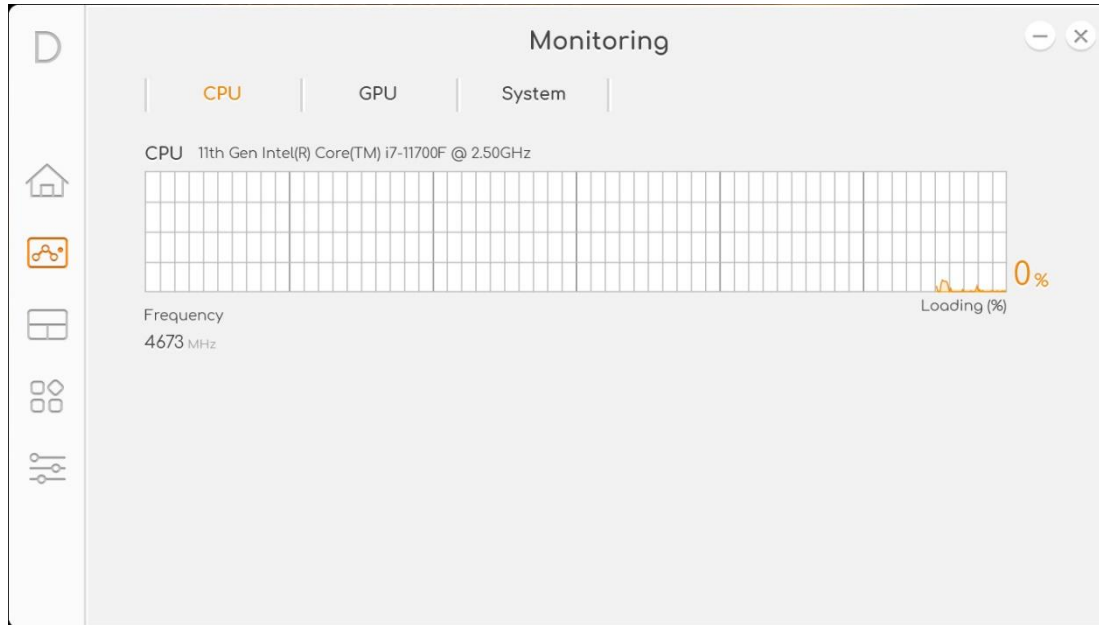 D
Monitoring
CPU GPU System
CPU 11th Gen Intel(R) Core(TM) i7-11700F @ 2.50GHz
0 %
Loading (%)
Frequency
4673 MHz